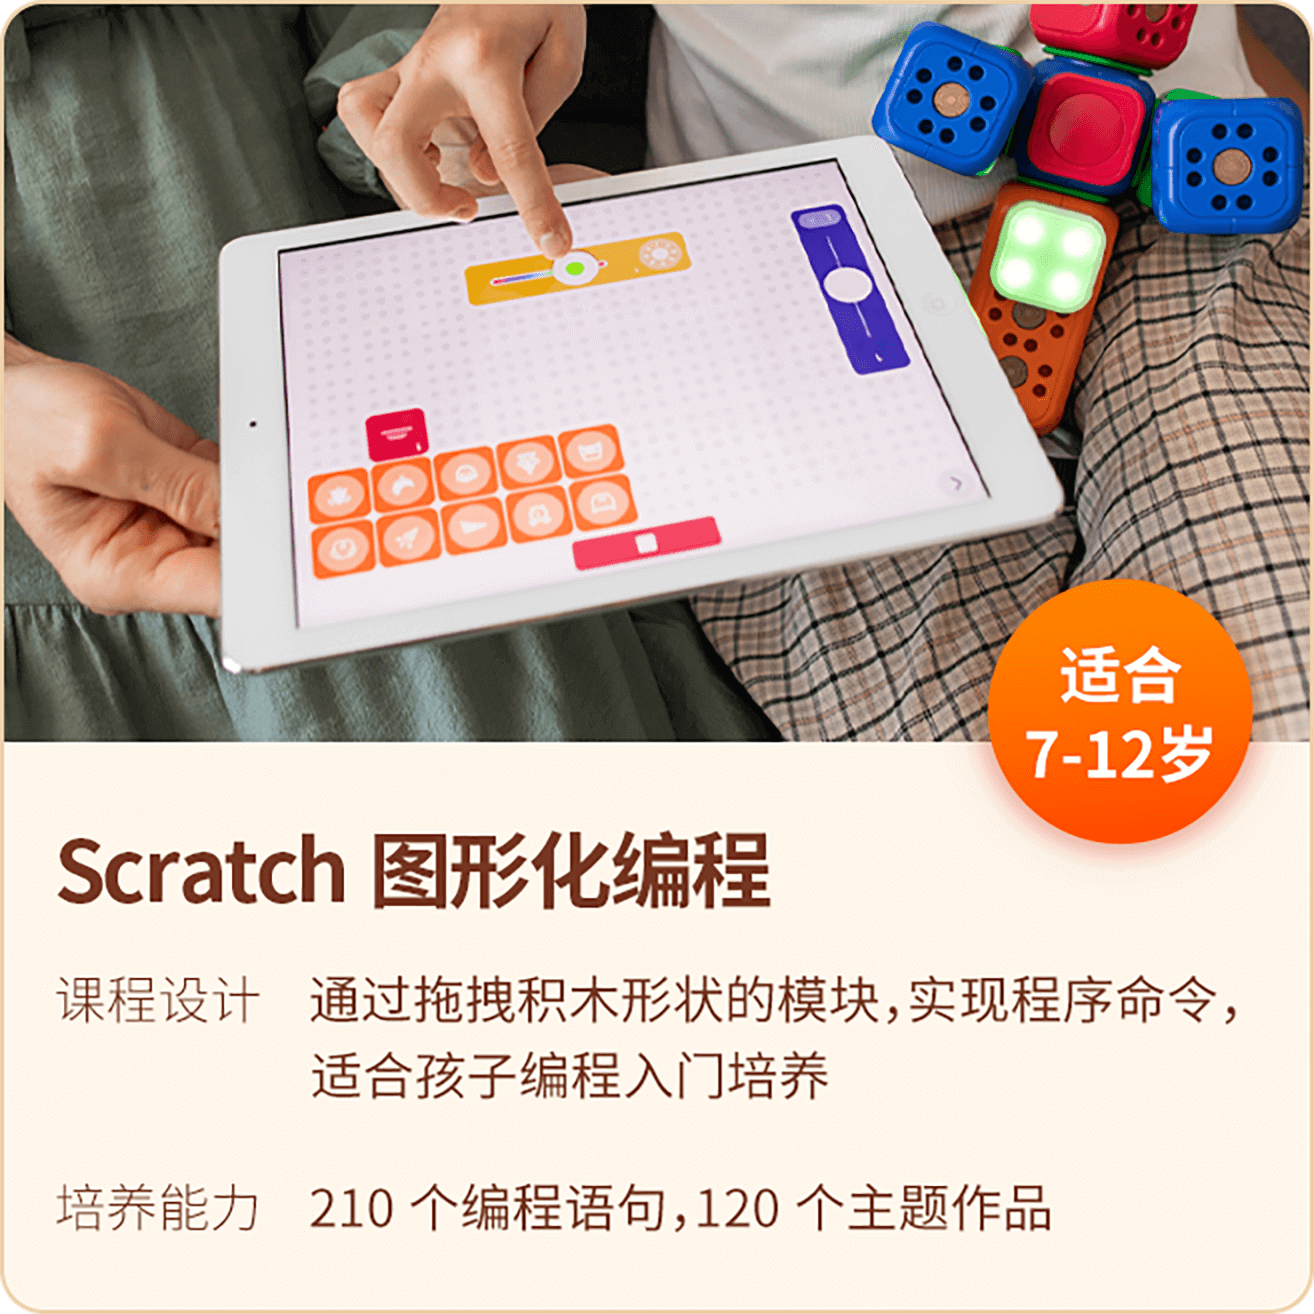 适合
7-12岁
Scratch 图形化编程
课程设计 通过拖拽积木形状的模块,实现程序命令,
适合孩子编程入门培养
培养能力 210 个编程语句,120 个主题作品